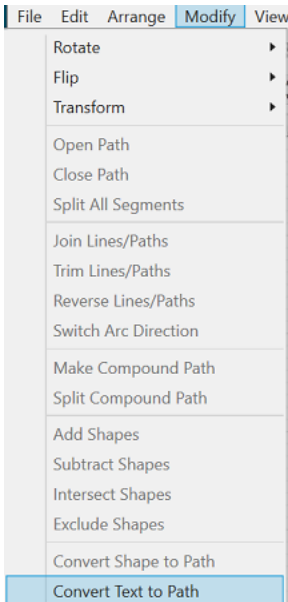 File Edit Arrange Modify View
Rotate
Flip
Transform
Open Path
Close Path
Split All Segments
Join Lines/Paths
Trim Lines/Paths
Reverse Lines/Paths
Switch Arc Direction
Make Compound Path
Split Compound Path
Add Shapes
Subtract Shapes
Intersect Shapes
Exclude Shapes
Convert Shape to Path
Convert Text to Path